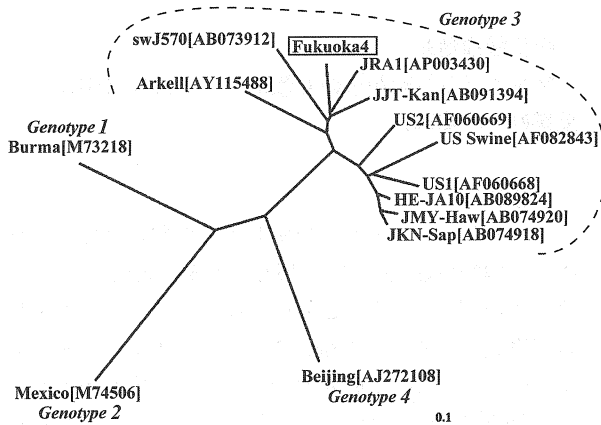 Genotype 3
swJ570[AB073912]
Fukuoka4
JRA1[AP003430]
Arkell[AY115488]
JJT-Kan[AB091394]
US2[AF060669]
Genotype 1
US Swine[AF082843]
Burma[M73218]
US1[AF060668]
HE-JA10[AB089824]
JMY-Haw[AB074920]
JKN-Sap[AB074918]
Beijing[AJ272108]
Mexico[M74506]
Genotype 4
Genotype 2
0.1